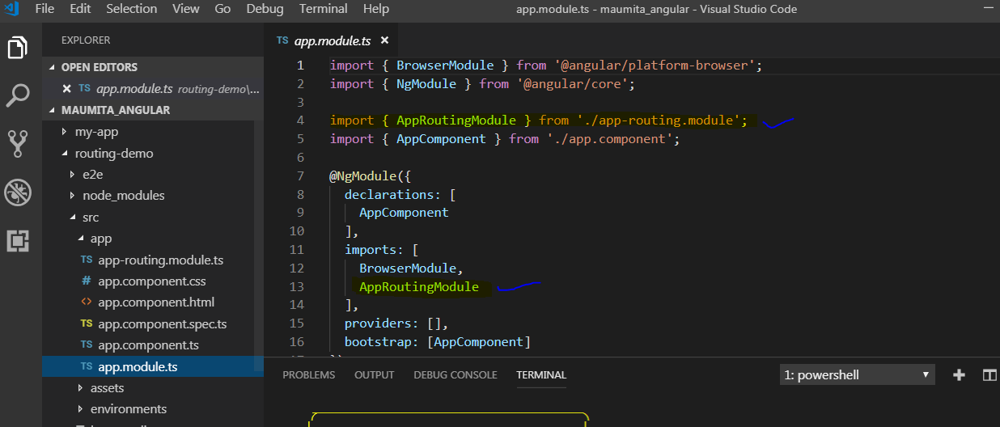 File Edit Selection View Go Debug Terminal Help
app.module.ts - maumita_angular - Visual Studio Code
EXPLORER
OPEN EDITORS
TS app.module.ts routing-demo\...
MAUMITA_ANGULAR
my-app
routing-demo
e2e
node_modules
src
app
TS app-routing.module.ts
# app.component.css
<> app.component.html
TS app.component.spec.ts
TS app.component.ts
TS app.module.ts
assets
environments
TS app.module.ts ×
1 import { BrowserModule } from '@angular/platform-browser';
2 import { NgModule } from '@angular/core';
3
4 import { AppRoutingModule } from './app-routing.module';
5 import { AppComponent } from './app.component';
6
7 @NgModule({
8 declarations: [
9 AppComponent
10 ],
11 imports: [
12 BrowserModule,
13 AppRoutingModule
14 ],
15 providers: [],
16 bootstrap: [AppComponent]
PROBLEMS OUTPUT DEBUG CONSOLE TERMINAL
1: powershell